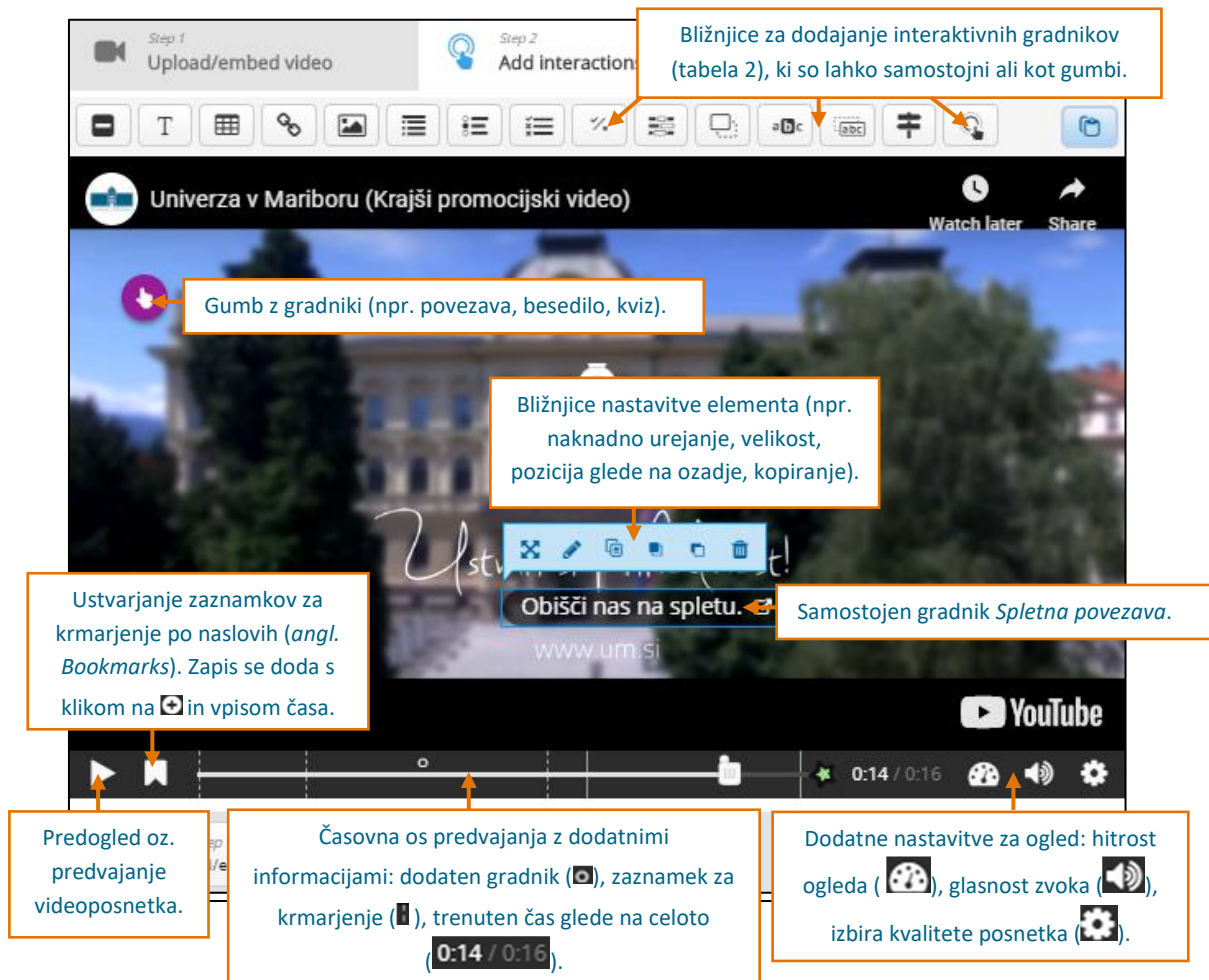 Step 1
Upload/embed video
Step 2
Add interactions
Bližnjice za dodajanje interaktivnih gradnikov
(tabela 2), ki so lahko samostojni ali kot gumbi.
T
abc
abc
Univerza v Mariboru (Krajši promocijski video)
Watch later
Share
Gumb z gradniki (npr. povezava, besedilo, kviz).
Bližnjice nastavitve elementa (npr.
naknadno urejanje, velikost,
pozicija glede na ozadje, kopiranje).
Obišči nas na spletu.
Samostojen gradnik Spletna povezava.
www.um.si
Ustvarjanje zaznamkov za
krmarjenje po naslovih (angl.
Bookmarks). Zapis se doda s
klikom na in vpisom časa.
YouTube
0:14 / 0:16
Predogled oz.
predvajanje
videoposnetka.
Časovna os predvajanja z dodatnimi
informacijami: dodaten gradnik ( ), zaznamek za
krmarjenje ( ), trenuten čas glede na celoto
(0:14 / 0:16).
Dodatne nastavitve za ogled: hitrost
ogleda ( ), glasnost zvoka ( ),
izbira kvalitete posnetka ( ).